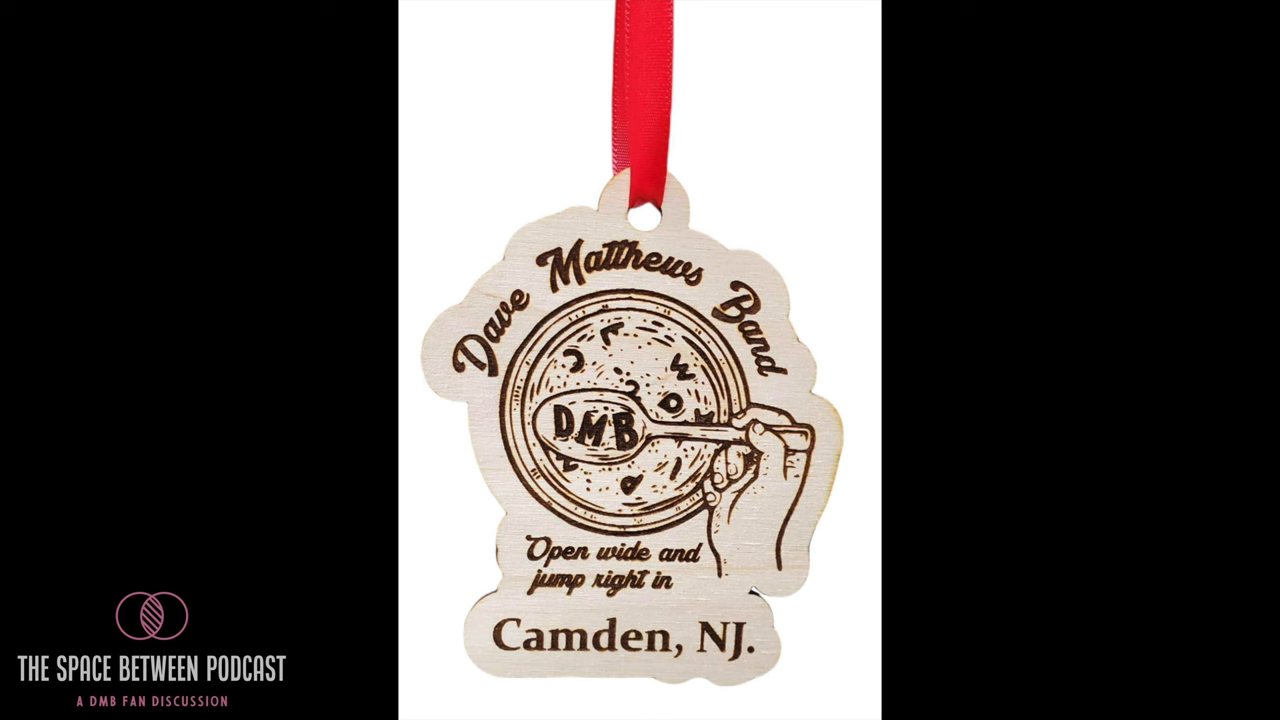 Dave Matthews Band
DMB
Open wide and
jump right in
Camden, NJ.
THE SPACE BETWEEN PODCAST
A DMB FAN DISCUSSION